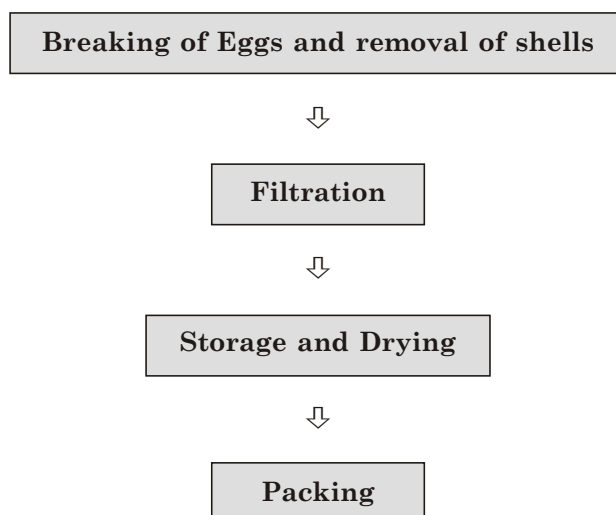 Breaking of Eggs and removal of shells
Filtration
Storage and Drying
Packing